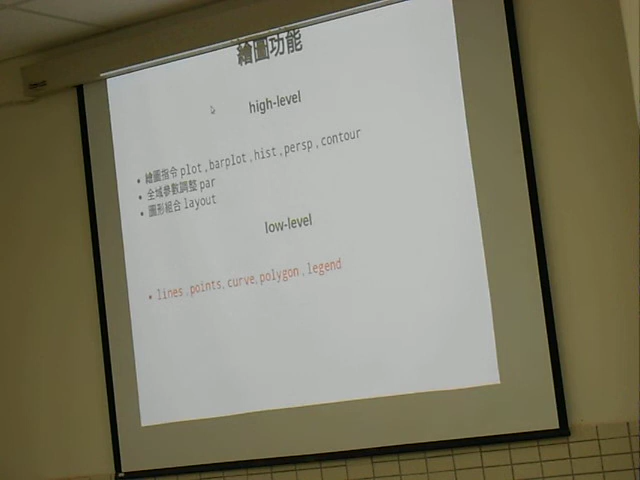 繪圖功能
high-level
• 繪圖指令 plot , barplot , hist , persp , contour
• 全域參數調整 par
• 圖形組合 layout
low-level
• lines , points , curve, polygon , legend